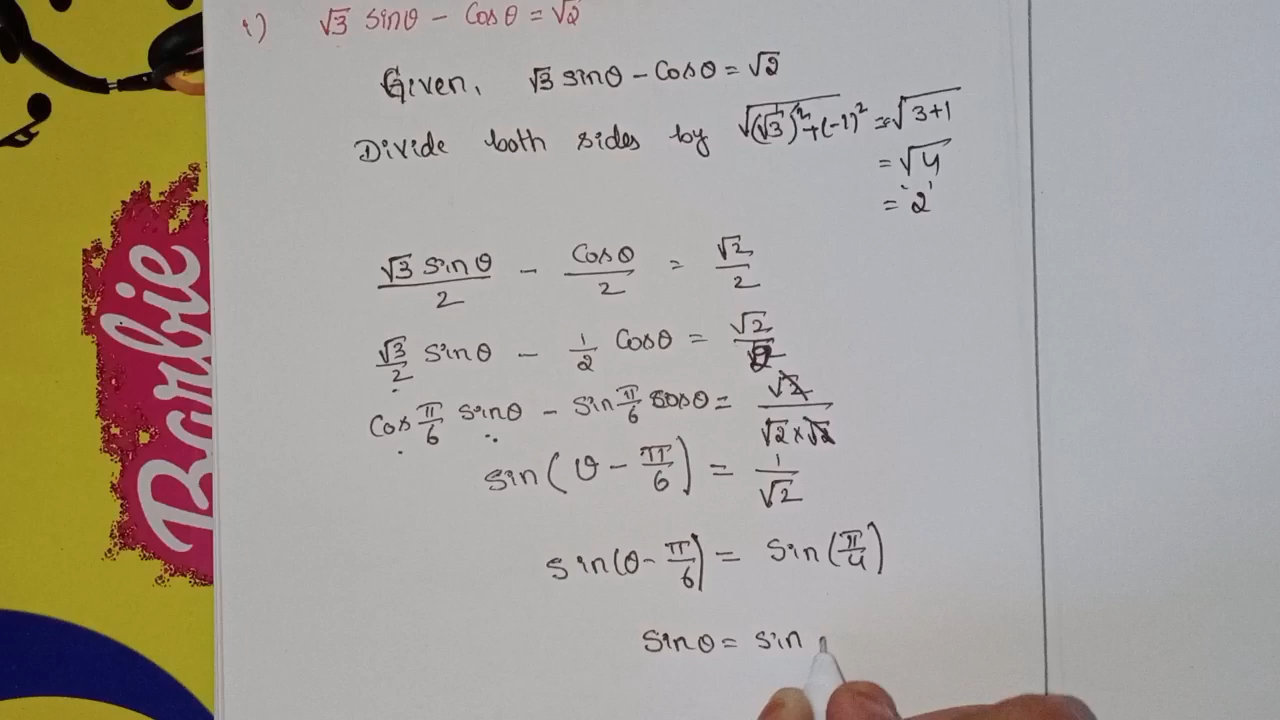 i) √3 sinθ - Cosθ = √2
Given, √3 sinθ - Cosθ = √2
Divide both sides by √(√3)²+(-1)² = √3+1
= √4
= 2
√3 sinθ/2 - Cosθ/2 = √2/2
√3/2 sinθ - 1/2 Cosθ = √2/2
Cos π/6 sinθ - sin π/6 cosθ = √2/√2×√2
sin(θ - π/6) = 1/√2
sin(θ - π/6) = sin(π/4)
sinθ = sin
Barbie